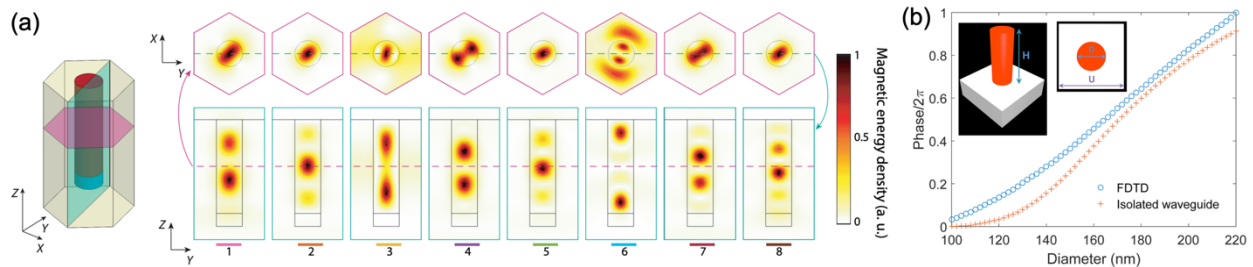 (a)
X
Y
Z
Y
X
Z
Y
1
2
3
4
5
6
7
8
1
0.5
0
Magnetic energy density (a. u.)
(b)
1
0.8
0.6
0.4
0.2
0
Phase/2π
H
U
FDTD
Isolated waveguide
100 120 140 160 180 200 220
Diameter (nm)